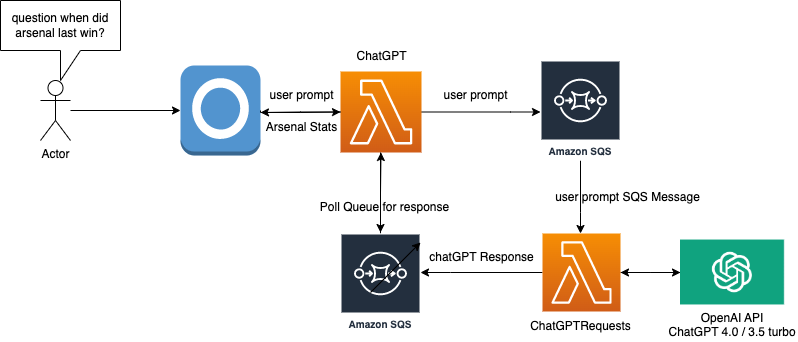 question when did
arsenal last win?
ChatGPT
user prompt
user prompt
Arsenal Stats
Actor
Amazon SQS
user prompt SQS Message
Poll Queue for response
chatGPT Response
Amazon SQS
ChatGPTRequests
OpenAI API
ChatGPT 4.0 / 3.5 turbo